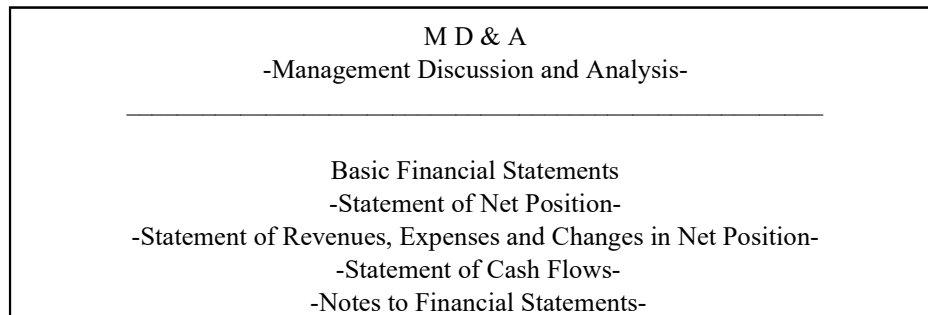 M D & A
-Management Discussion and Analysis-
Basic Financial Statements
-Statement of Net Position-
-Statement of Revenues, Expenses and Changes in Net Position-
-Statement of Cash Flows-
-Notes to Financial Statements-